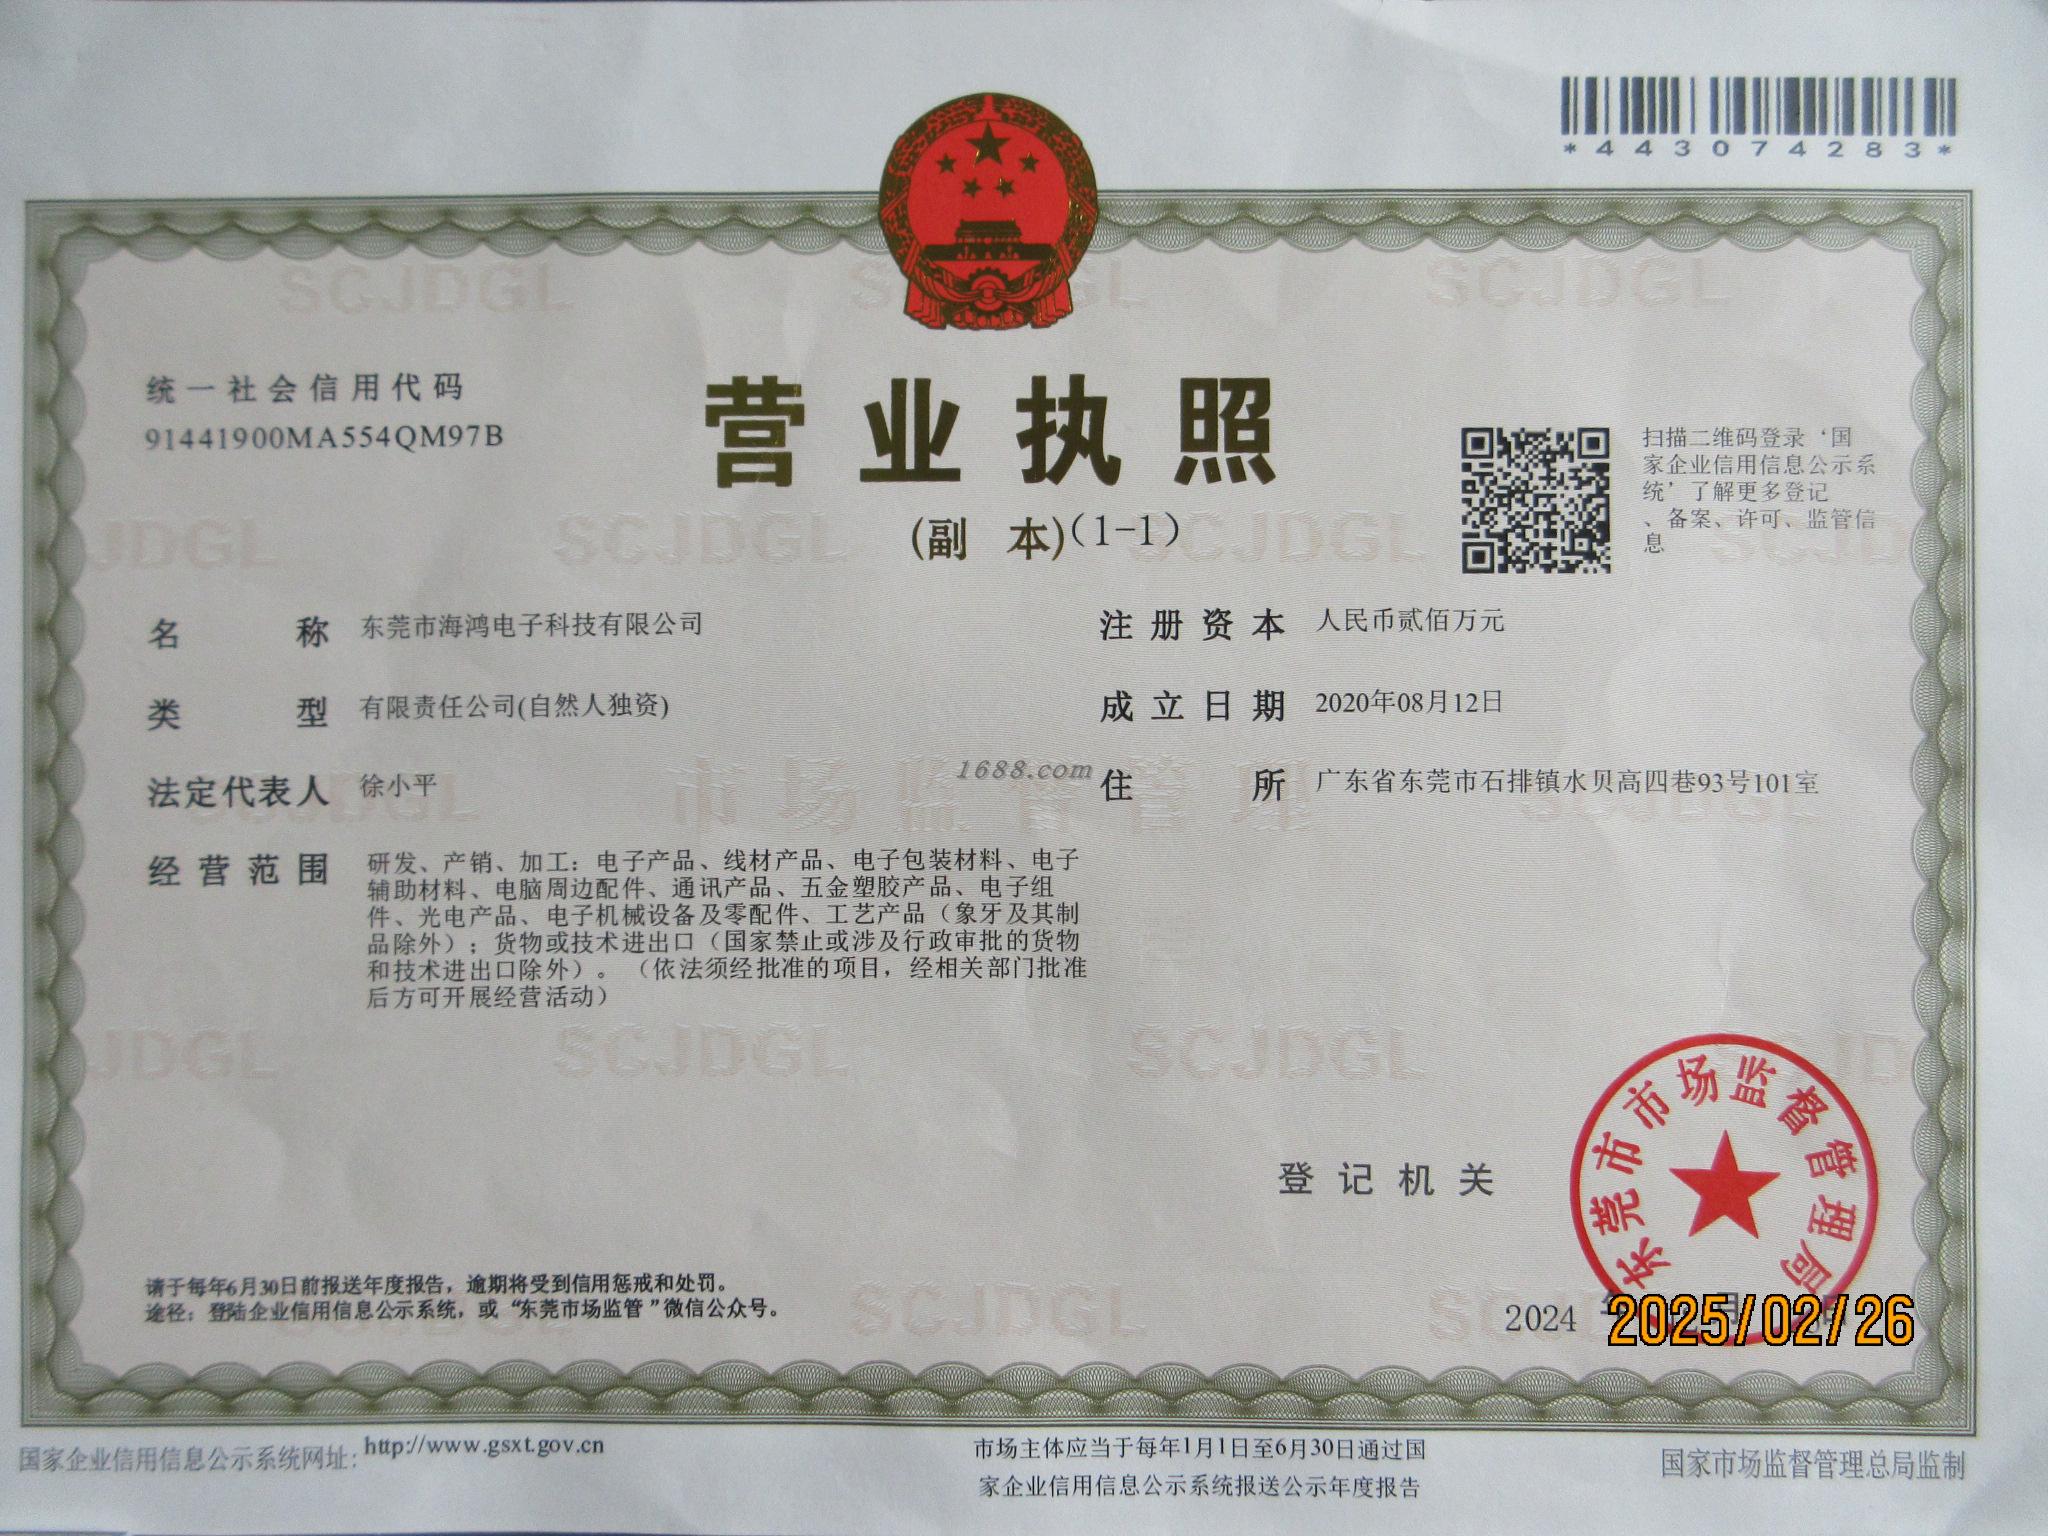 *443074283*
统一社会信用代码
91441900MA554QM97B
营业执照
(副 本)(1-1)
扫描二维码登录‘国
家企业信用信息公示系
统’了解更多登记
、备案、许可、监管信
息
名 称 东莞市海鸿电子科技有限公司
注册资本 人民币贰佰万元
类 型 有限责任公司(自然人独资)
成立日期 2020年08月12日
法定代表人 徐小平
1688.com
住 所 广东省东莞市石排镇水贝高四巷93号101室
经营范围 研发、产销、加工：电子产品、线材产品、电子包装材料、电子
辅助材料、电脑周边配件、通讯产品、五金塑胶产品、电子组
件、光电产品、电子机械设备及零配件、工艺产品（象牙及其制
品除外）；货物或技术进出口（国家禁止或涉及行政审批的货物
和技术进出口除外）。（依法须经批准的项目，经相关部门批准
后方可开展经营活动）
登记机关
东莞市市场监督管理局
请于每年6月30日前报送年度报告，逾期将受到信用惩戒和处罚。
途径：登陆企业信用信息公示系统，或“东莞市场监管”微信公众号。
2024 年 月 日
2025/02/26
国家企业信用信息公示系统网址：http://www.gsxt.gov.cn
市场主体应当于每年1月1日至6月30日通过国
家企业信用信息公示系统报送公示年度报告
国家市场监督管理总局监制
SCJDGL
市场监督管理